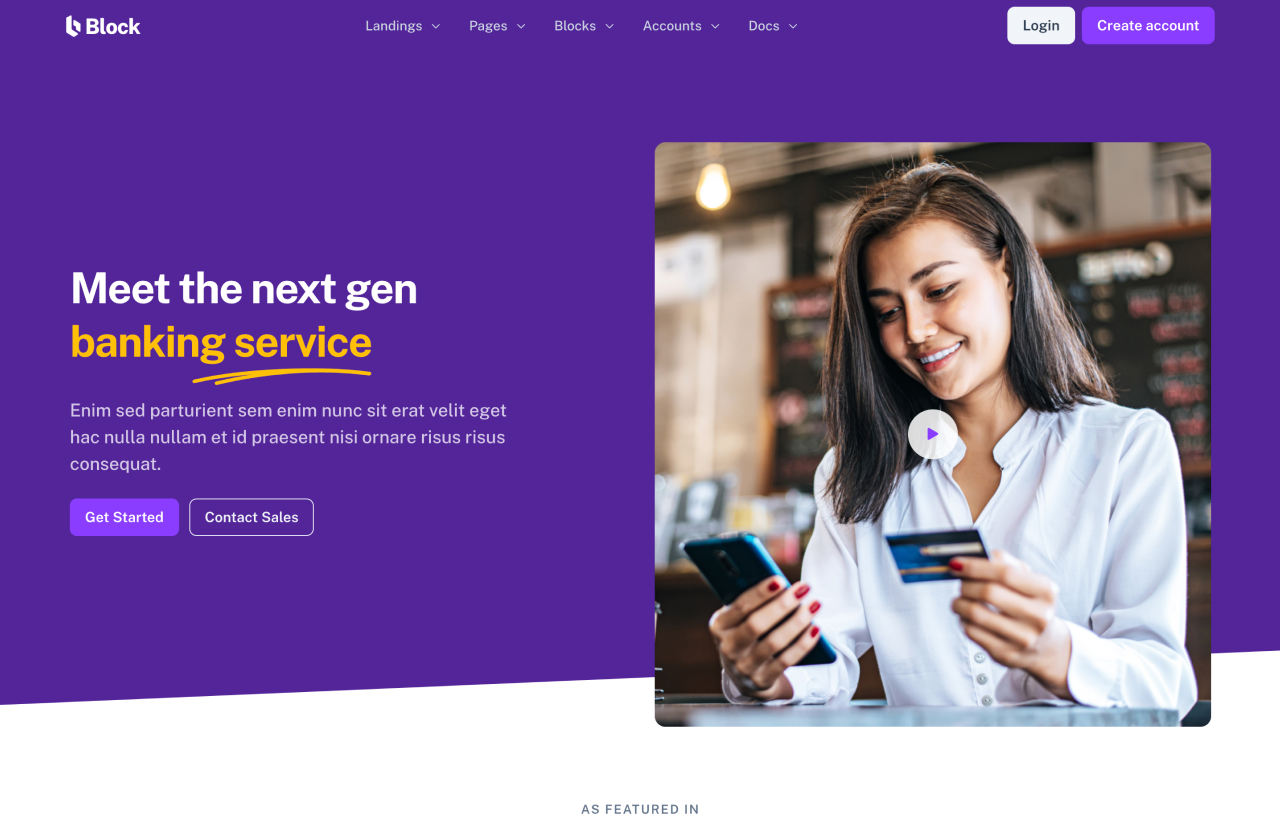 Block
Landings
Pages
Blocks
Accounts
Docs
Login
Create account
Meet the next gen
banking service
Enim sed parturient sem enim nunc sit erat velit eget
hac nulla nullam et id praesent nisi ornare risus risus
consequat.
Get Started
Contact Sales
AS FEATURED IN